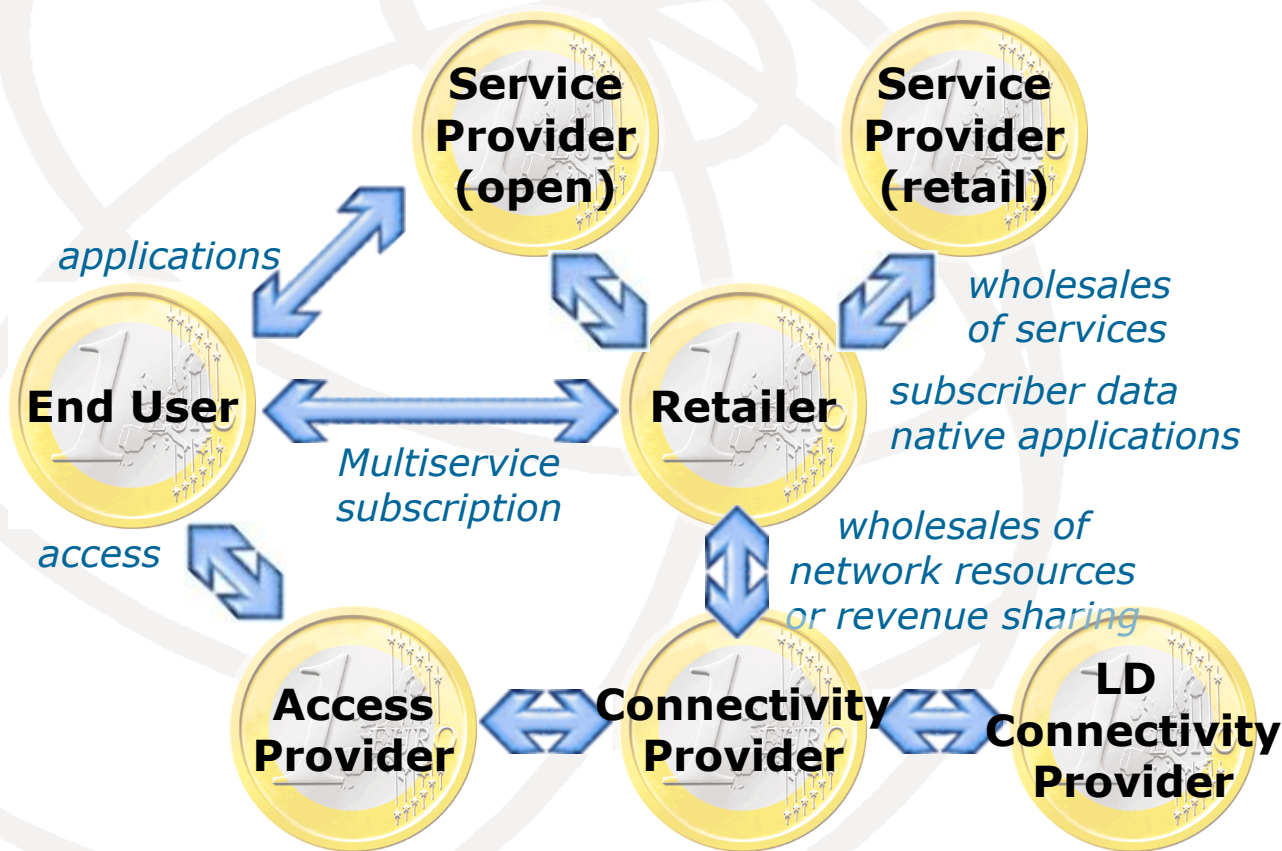 Service
Provider
(open)
Service
Provider
(retail)
applications
wholesales
of services
End User
Retailer
subscriber data
native applications
Multiservice
subscription
access
wholesales of
network resources
or revenue sharing
Access
Provider
Connectivity
Provider
LD
Connectivity
Provider